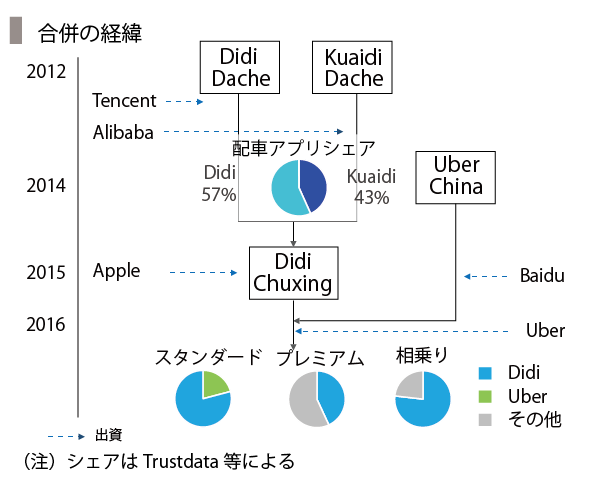 合併の経緯
2012
Didi
Dache
Kuaidi
Dache
Tencent
Alibaba
配車アプリシェア
Didi
57%
Kuaidi
43%
2014
Uber
China
2015
Apple
Didi
Chuxing
Baidu
2016
Uber
スタンダード
プレミアム
相乗り
Didi
Uber
その他
出資
（注）シェアは Trustdata 等による